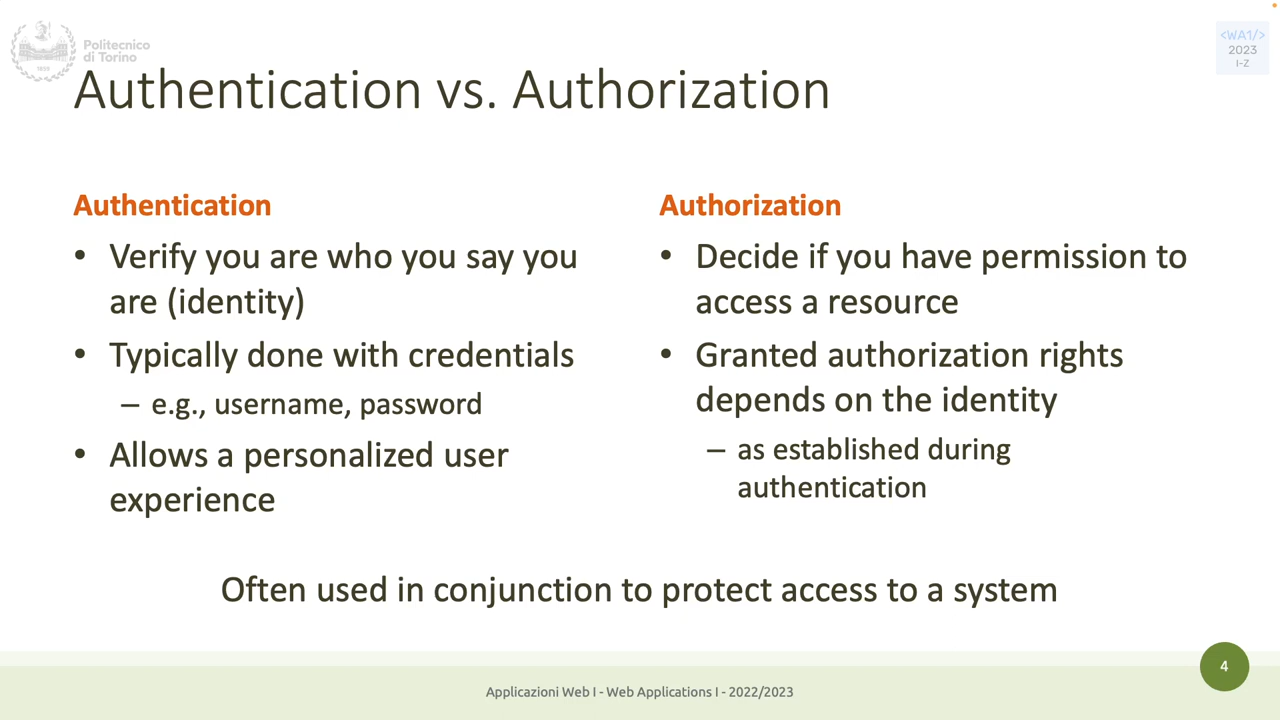 Politecnico
di Torino
1859
<WA1/>
2023
I-Z
Authentication vs. Authorization
Authentication
• Verify you are who you say you
are (identity)
• Typically done with credentials
– e.g., username, password
• Allows a personalized user
experience
Authorization
• Decide if you have permission to
access a resource
• Granted authorization rights
depends on the identity
– as established during
authentication
Often used in conjunction to protect access to a system
4
Applicazioni Web I - Web Applications I - 2022/2023